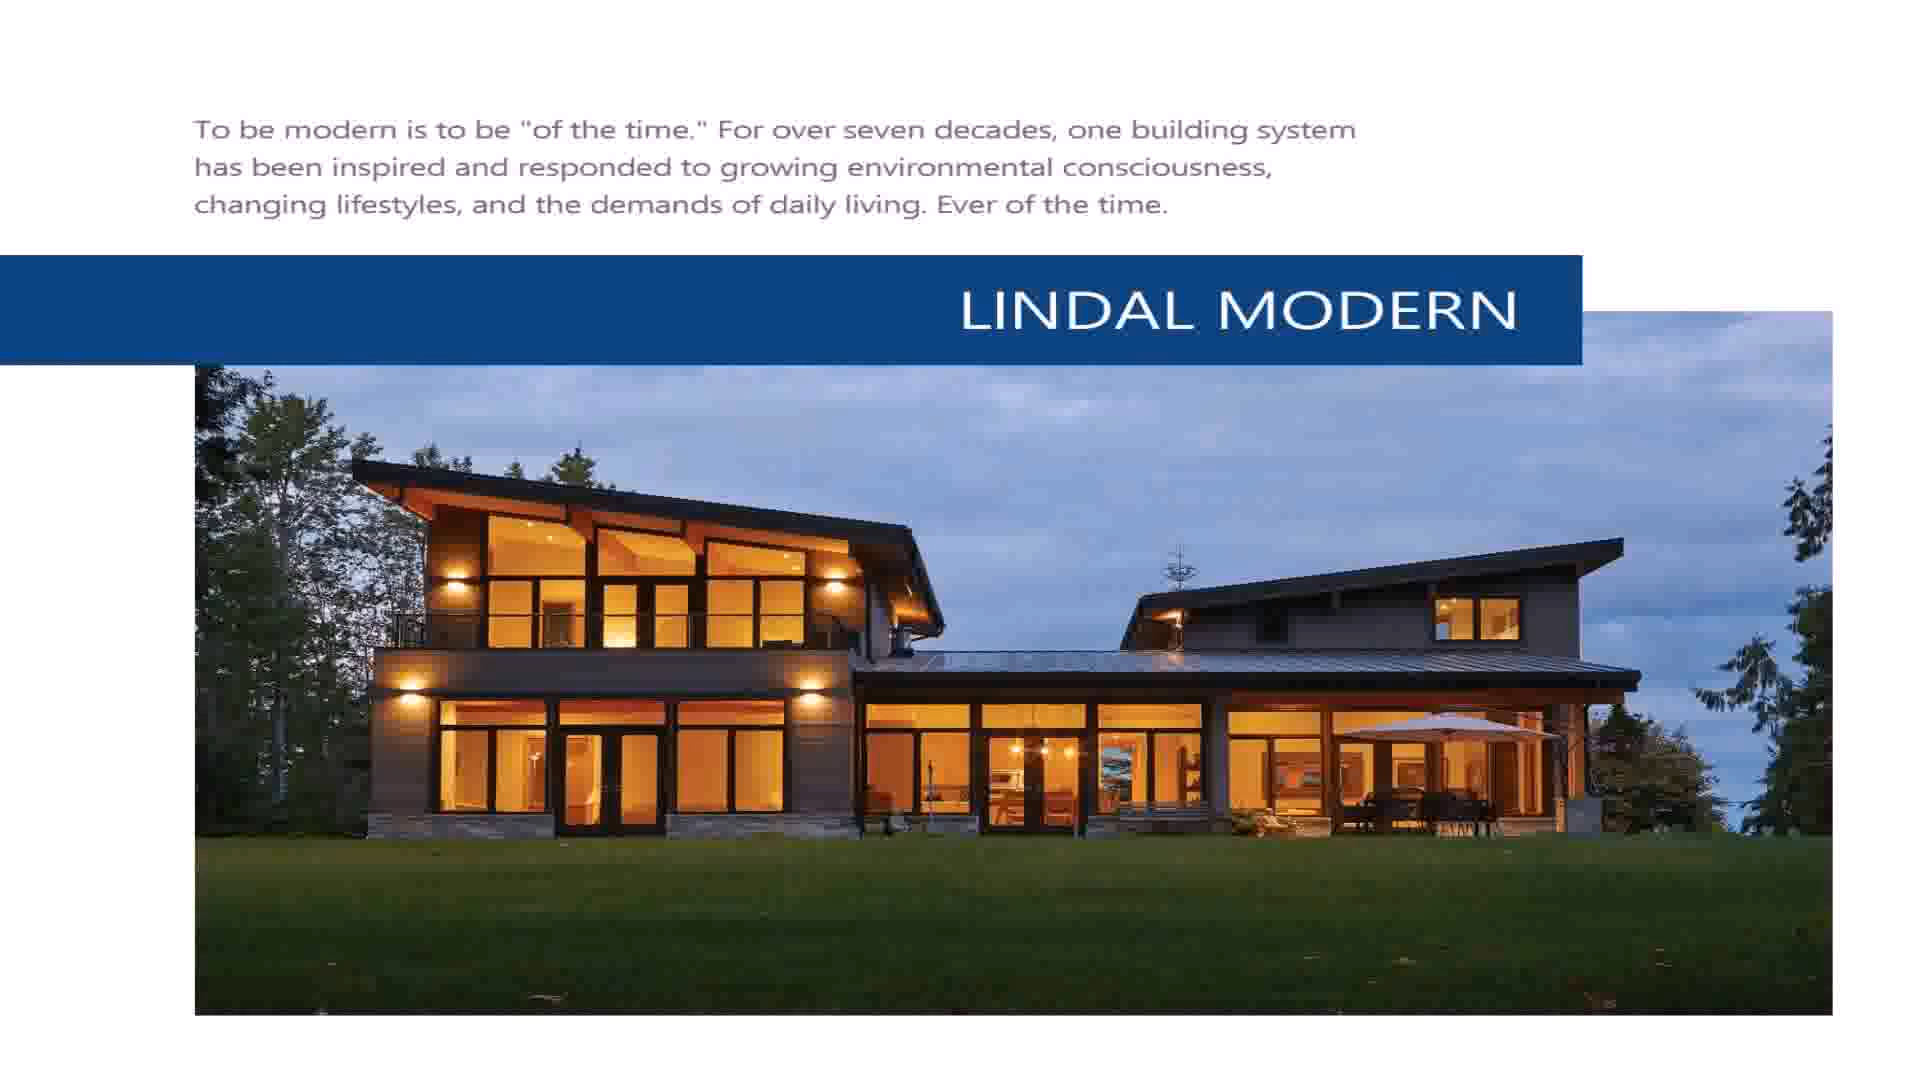 To be modern is to be "of the time." For over seven decades, one building system
has been inspired and responded to growing environmental consciousness,
changing lifestyles, and the demands of daily living. Ever of the time.
LINDAL MODERN